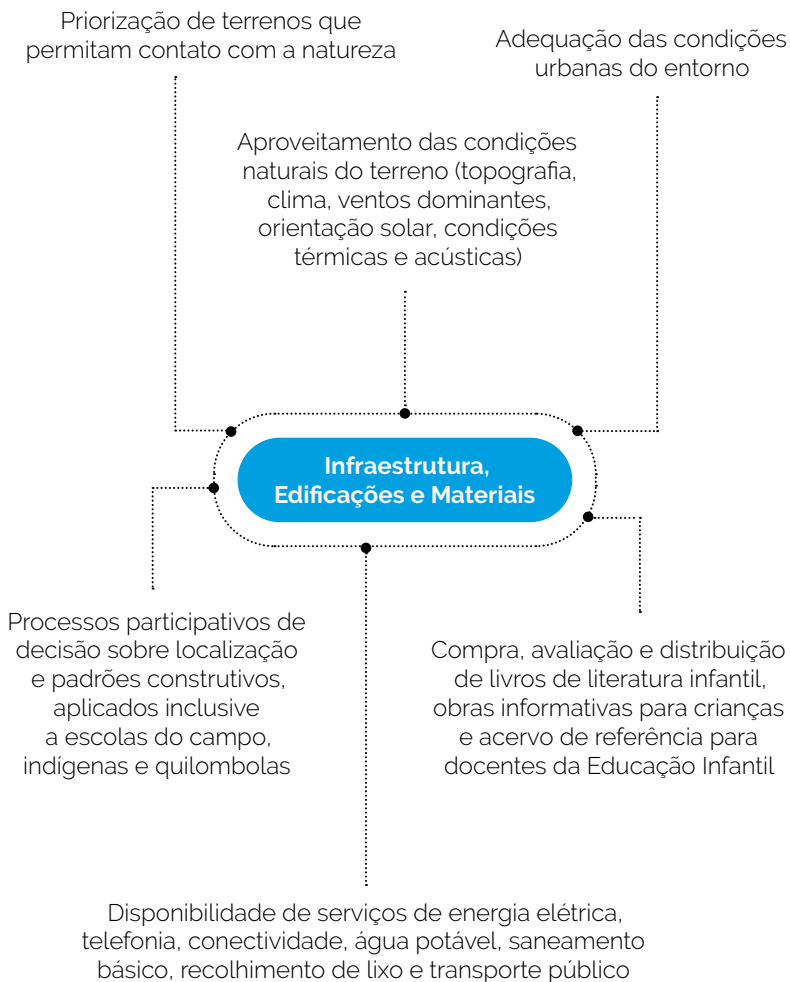 Priorização de terrenos que
permitam contato com a natureza
Adequação das condições
urbanas do entorno
Aproveitamento das condições
naturais do terreno (topografia,
clima, ventos dominantes,
orientação solar, condições
térmicas e acústicas)
Infraestrutura,
Edificações e Materiais
Processos participativos de
decisão sobre localização
e padrões construtivos,
aplicados inclusive
a escolas do campo,
indígenas e quilombolas
Compra, avaliação e distribuição
de livros de literatura infantil,
obras informativas para crianças
e acervo de referência para
docentes da Educação Infantil
Disponibilidade de serviços de energia elétrica,
telefonia, conectividade, água potável, saneamento
básico, recolhimento de lixo e transporte público